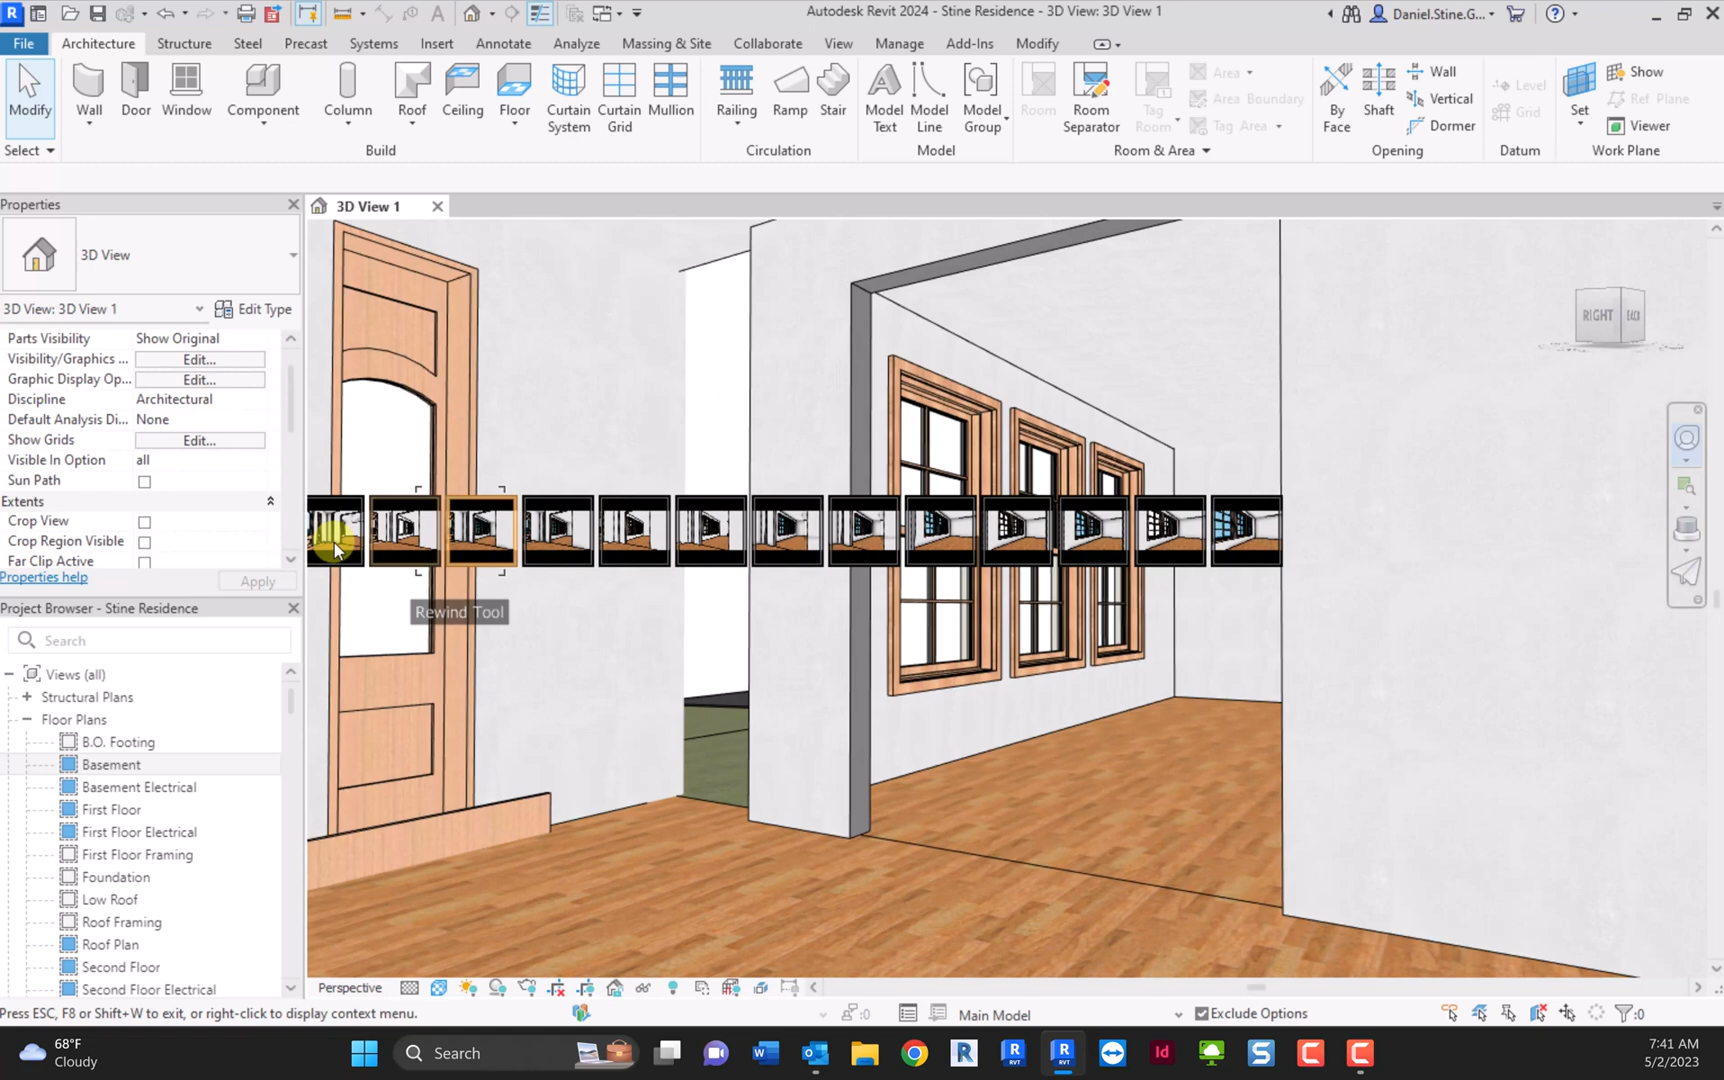 Autodesk Revit 2024 - Stine Residence - 3D View: 3D View 1
Daniel.Stine.G...
File Architecture Structure Steel Precast Systems Insert Annotate Analyze Massing & Site Collaborate View Manage Add-Ins Modify
Modify Wall Door Window Component Column Roof Ceiling Floor Curtain System Curtain Grid Mullion Railing Ramp Stair Model Text Model Line Model Group Room Room Separator Tag Room
Area
Area Boundary
Tag Area
By Face
Shaft
Wall
Vertical
Dormer
Level
Grid
Set
Show
Ref Plane
Viewer
Select Build Circulation Model Room & Area Opening Datum Work Plane
Properties
3D View 1
3D View
3D View: 3D View 1
Edit Type
Parts Visibility Show Original
Visibility/Graphics ... Edit...
Graphic Display Op... Edit...
Discipline Architectural
Default Analysis Di... None
Show Grids Edit...
Visible In Option all
Sun Path
Extents
Crop View
Crop Region Visible
Far Clip Active
Properties help Apply
RIGHT
Rewind Tool
Project Browser - Stine Residence
Search
Views (all)
Structural Plans
Floor Plans
B.O. Footing
Basement
Basement Electrical
First Floor
First Floor Electrical
First Floor Framing
Foundation
Low Roof
Roof Framing
Roof Plan
Second Floor
Second Floor Electrical
Perspective
Press ESC, F8 or Shift+W to exit, or right-click to display context menu.
:0
Main Model
Exclude Options
:0
68°F
Cloudy
Search
7:41 AM
5/2/2023